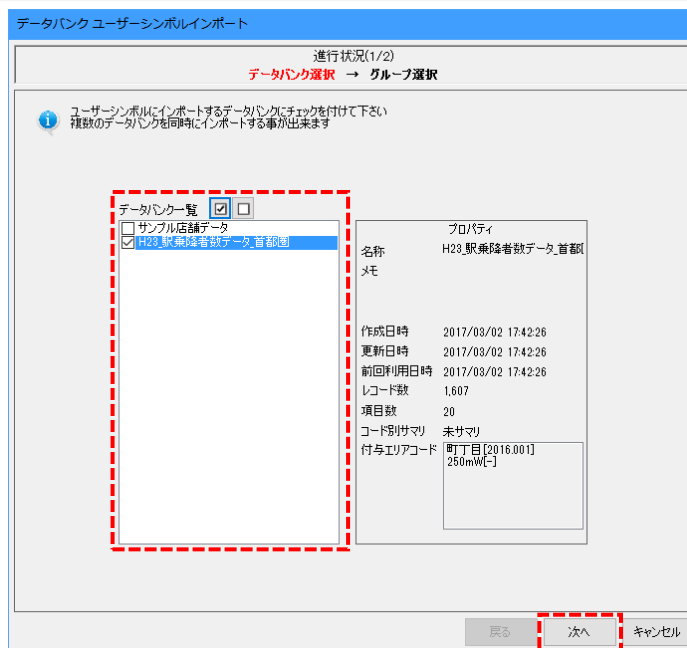 データバンク ユーザーシンボルインポート
進行状況(1/2)
データバンク選択 → グループ選択
ユーザーシンボルにインポートするデータバンクにチェックを付けて下さい
複数のデータバンクを同時にインポートする事が出来ます
データバンク一覧
サンプル店舗データ
H23_駅乗降者数データ_首都圏
プロパティ
名称 H23_駅乗降者数データ_首都
メモ
作成日時 2017/03/02 17:42:26
更新日時 2017/03/02 17:42:26
前回利用日時 2017/03/02 17:42:26
レコード数 1,607
項目数 20
コード別サマリ 未サマリ
付与エリアコード 町丁目[2016.001]
250mW[-]
戻る 次へ キャンセル